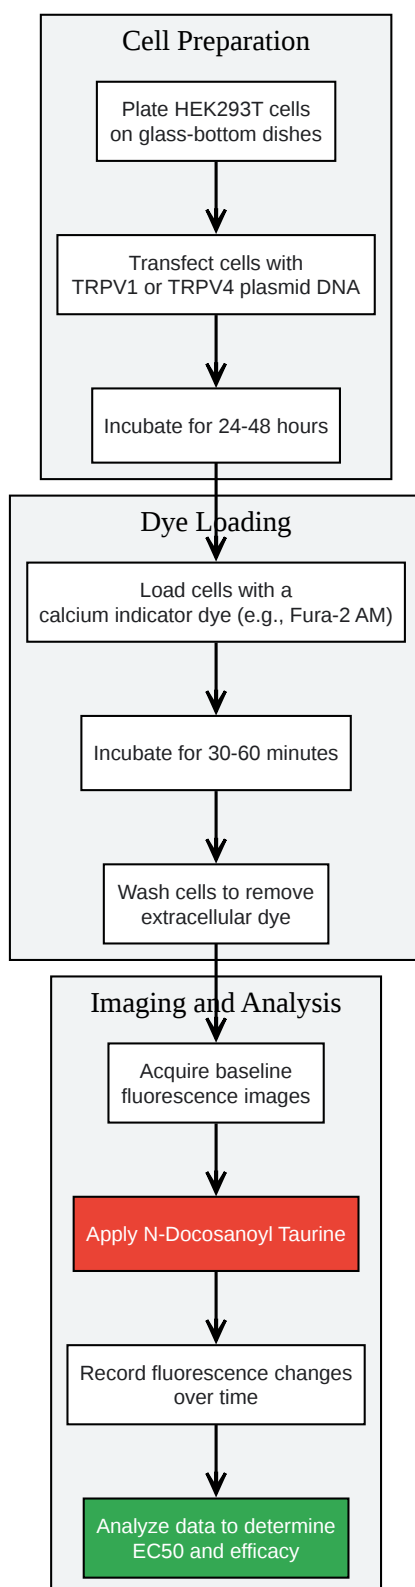 Cell Preparation
Plate HEK293T cells
on glass-bottom dishes
Transfect cells with
TRPV1 or TRPV4 plasmid DNA
Incubate for 24-48 hours
Dye Loading
Load cells with a
calcium indicator dye (e.g., Fura-2 AM)
Incubate for 30-60 minutes
Wash cells to remove
extracellular dye
Imaging and Analysis
Acquire baseline
fluorescence images
Apply N-Docosanoyl Taurine
Record fluorescence changes
over time
Analyze data to determine
EC50 and efficacy